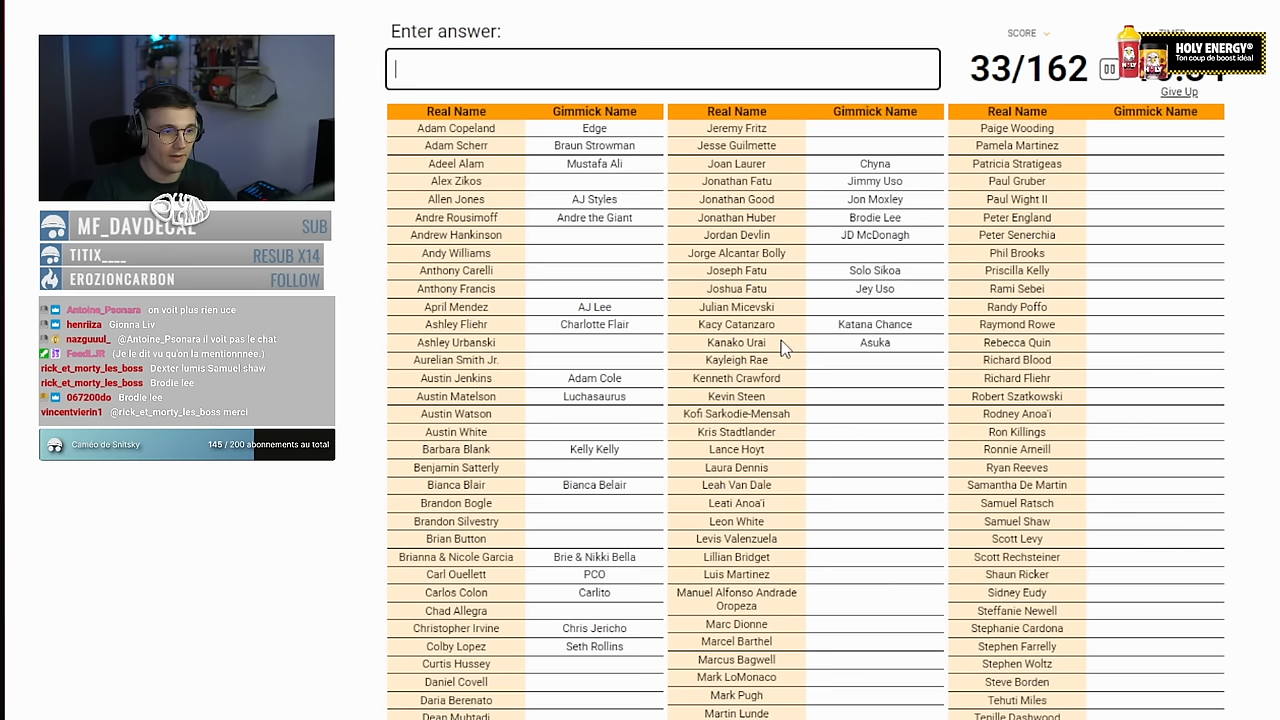 Enter answer:
SCORE
33/162
HOLY ENERGY®
Ton coup de boost idéal
Give Up
MF_DAVDECAL SUB
TITIX____ RESUB X14
EROZIONCARBON FOLLOW
Antoine_Psonara on voit plus rien uce
henriiza Gionna Liv
nazguuul_ @Antoine_Psonara il voit pas le chat
FeedLJR (Je le dit vu qu'on la mentionnnée.)
rick_et_morty_les_boss Dexter lumis Samuel shaw
rick_et_morty_les_boss Brodie lee
067200do Brodie lee
vincentvierin1 @rick_et_morty_les_boss merci
Caméo de Snitsky 145 / 200 abonnements au total
Real Name Gimmick Name
Adam Copeland Edge
Adam Scherr Braun Strowman
Adeel Alam Mustafa Ali
Alex Zikos
Allen Jones AJ Styles
Andre Rousimoff Andre the Giant
Andrew Hankinson
Andy Williams
Anthony Carelli
Anthony Francis
April Mendez AJ Lee
Ashley Fliehr Charlotte Flair
Ashley Urbanski
Aurelian Smith Jr.
Austin Jenkins Adam Cole
Austin Matelson Luchasaurus
Austin Watson
Austin White
Barbara Blank Kelly Kelly
Benjamin Satterly
Bianca Blair Bianca Belair
Brandon Bogle
Brandon Silvestry
Brian Button
Brianna & Nicole Garcia Brie & Nikki Bella
Carl Ouellett PCO
Carlos Colon Carlito
Chad Allegra
Christopher Irvine Chris Jericho
Colby Lopez Seth Rollins
Curtis Hussey
Daniel Covell
Daria Berenato
Dean Muhtadi
Real Name Gimmick Name
Jeremy Fritz
Jesse Guilmette
Joan Laurer Chyna
Jonathan Fatu Jimmy Uso
Jonathan Good Jon Moxley
Jonathan Huber Brodie Lee
Jordan Devlin JD McDonagh
Jorge Alcantar Bolly
Joseph Fatu Solo Sikoa
Joshua Fatu Jey Uso
Julian Micevski
Kacy Catanzaro Katana Chance
Kanako Urai Asuka
Kayleigh Rae
Kenneth Crawford
Kevin Steen
Kofi Sarkodie-Mensah
Kris Stadtlander
Lance Hoyt
Laura Dennis
Leah Van Dale
Leati Anoa'i
Leon White
Levis Valenzuela
Lillian Bridget
Luis Martinez
Manuel Alfonso Andrade
Oropeza
Marc Dionne
Marcel Barthel
Marcus Bagwell
Mark LoMonaco
Mark Pugh
Martin Lunde
Real Name Gimmick Name
Paige Wooding
Pamela Martinez
Patricia Stratigeas
Paul Gruber
Paul Wight II
Peter England
Peter Senerchia
Phil Brooks
Priscilla Kelly
Rami Sebei
Randy Poffo
Raymond Rowe
Rebecca Quin
Richard Blood
Richard Fliehr
Robert Szatkowski
Rodney Anoa'i
Ron Killings
Ronnie Arneill
Ryan Reeves
Samantha De Martin
Samuel Ratsch
Samuel Shaw
Scott Levy
Scott Rechsteiner
Shaun Ricker
Sidney Eudy
Steffanie Newell
Stephanie Cardona
Stephen Farrelly
Stephen Woltz
Steve Borden
Tehuti Miles
Tenille Dashwood